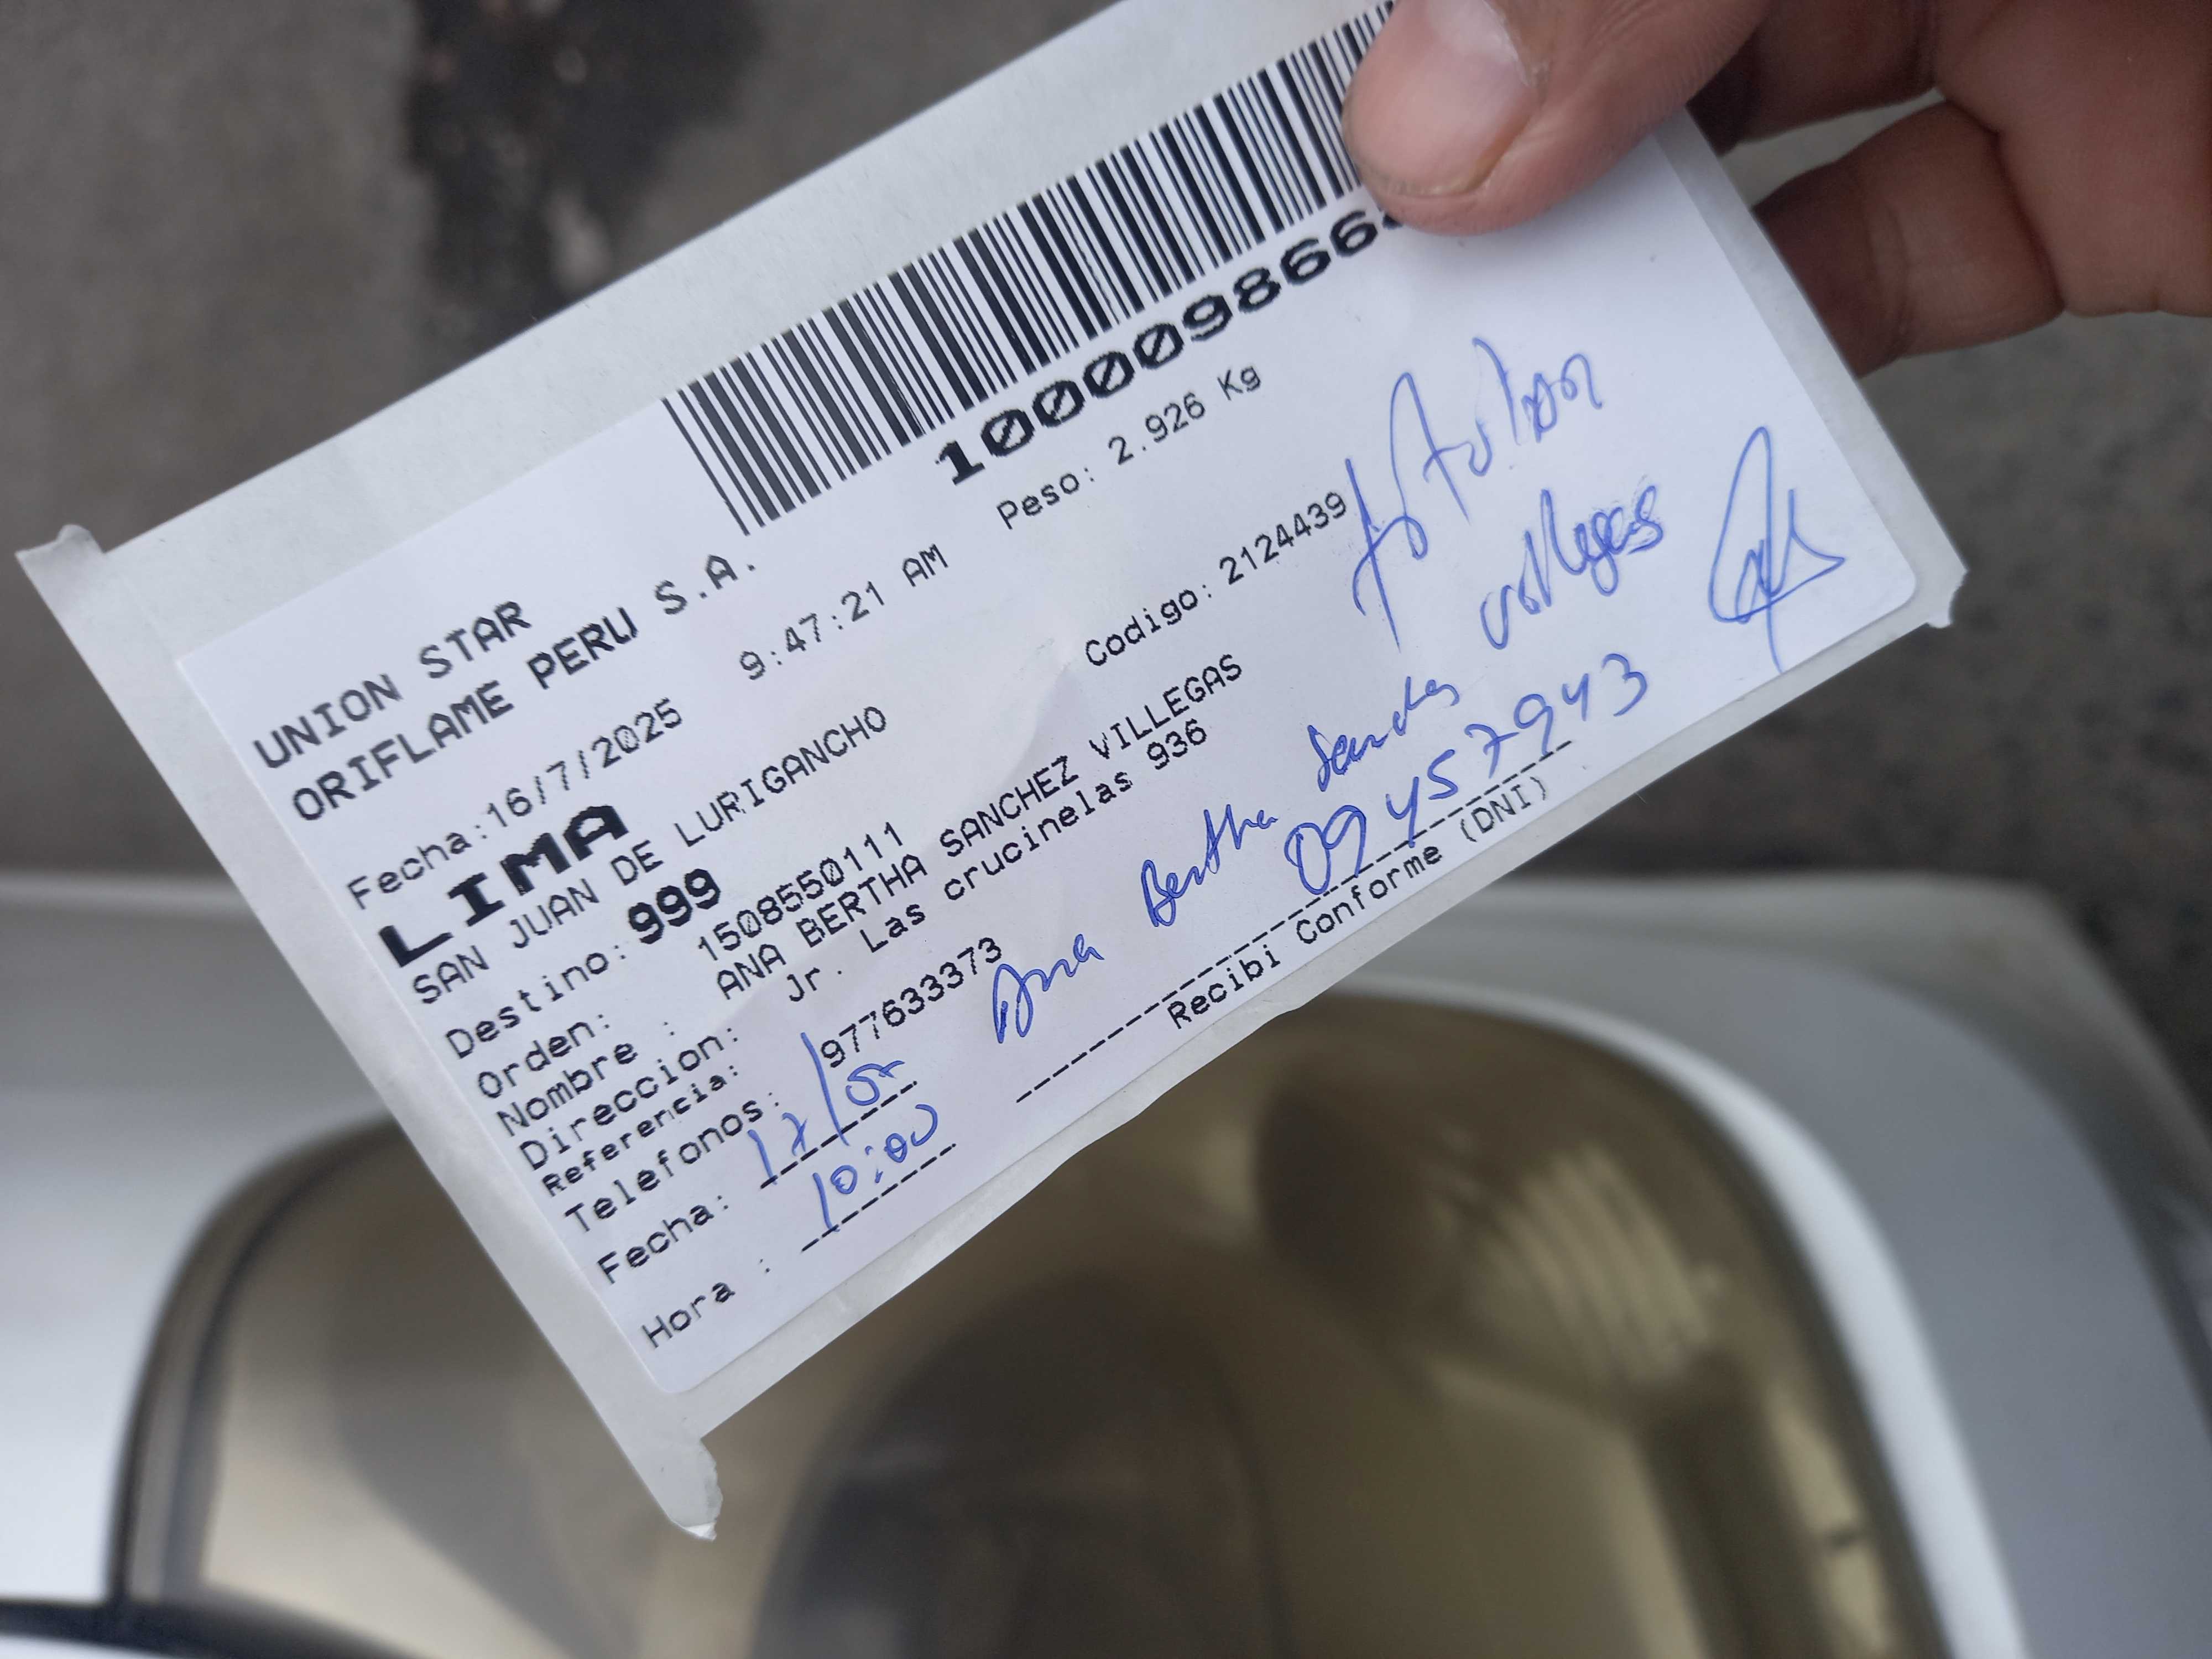 1000098664
UNION STAR
ORIFLAME PERU S.A.
Fecha:16/7/2025 9:47:21 AM Peso: 2.926 Kg
LIMA
SAN JUAN DE LURIGANCHO
Destino: 999 Codigo: 2124439
Orden: 1508550111
Nombre : ANA BERTHA SANCHEZ VILLEGAS
Direccion: Jr. Las crucinelas 936
Referencia:
Telefonos: 977633373
Fecha: 17/07
Hora : 10:00
Ana Bertha Sanches
villegas
09457943
Recibi Conforme (DNI)